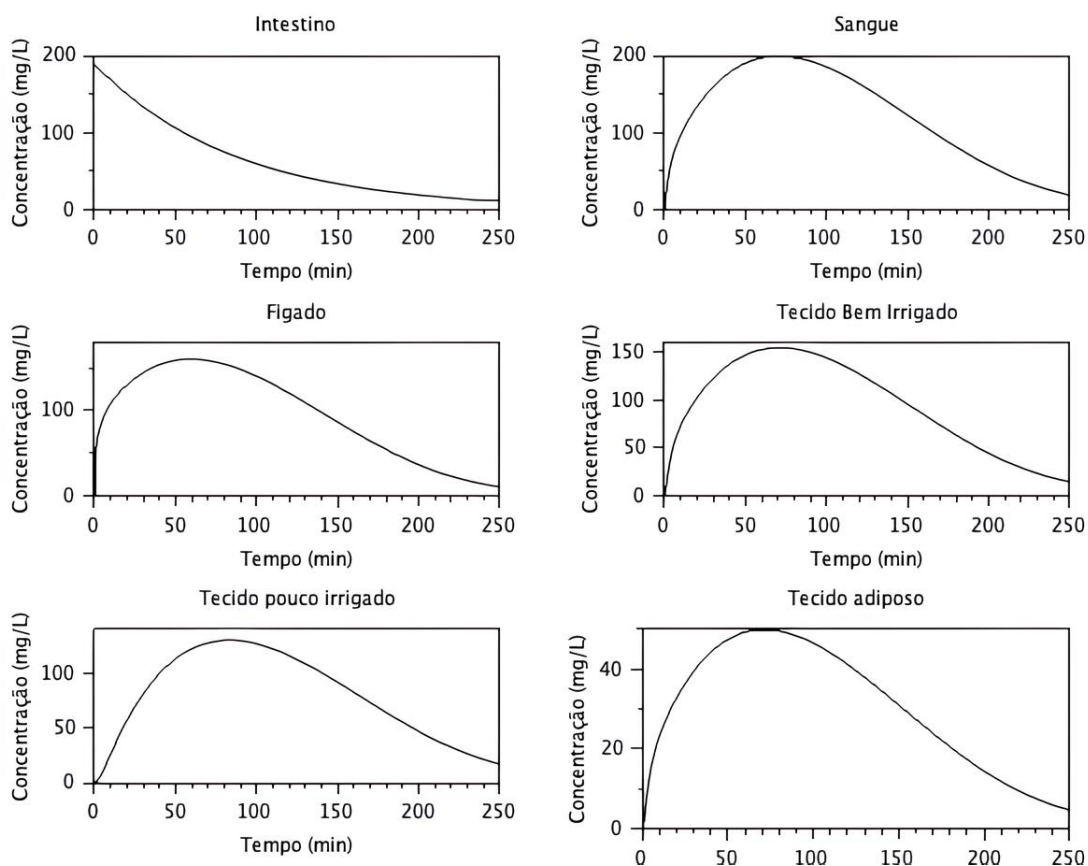 Intestino
Concentração (mg/L)
200
100
0
0 50 100 150 200 250
Tempo (min)
Sangue
Concentração (mg/L)
200
100
0
0 50 100 150 200 250
Tempo (min)
Fígado
Concentração (mg/L)
100
0
0 50 100 150 200 250
Tempo (min)
Tecido Bem Irrigado
Concentração (mg/L)
150
100
50
0
0 50 100 150 200 250
Tempo (min)
Tecido pouco irrigado
Concentração (mg/L)
100
50
0
0 50 100 150 200 250
Tempo (min)
Tecido adiposo
Concentração (mg/L)
40
20
0
0 50 100 150 200 250